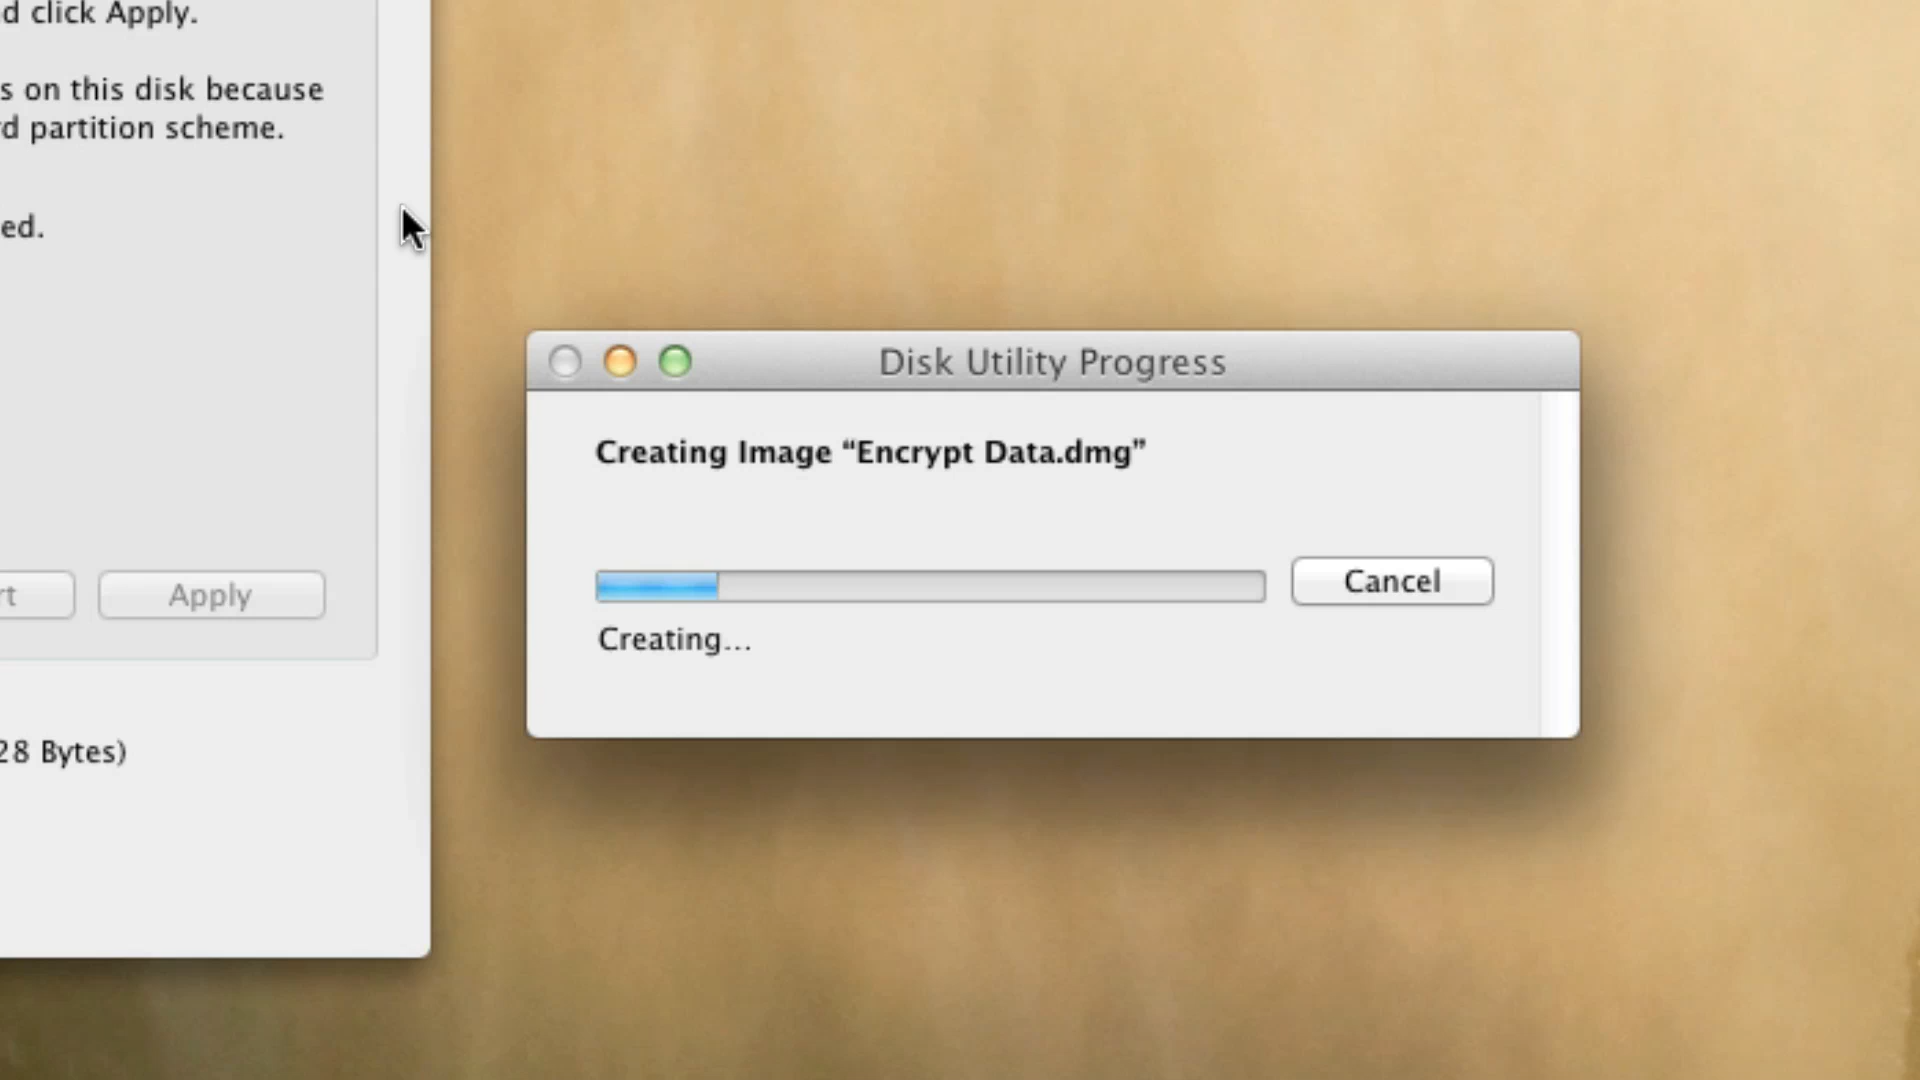 d click Apply.
s on this disk because
d partition scheme.
ed.
rt
Apply
28 Bytes)
Disk Utility Progress
Creating Image “Encrypt Data.dmg”
Cancel
Creating...